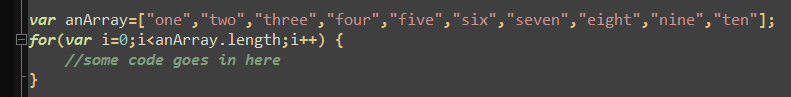 var anArray=["one","two","three","four","five","six","seven","eight","nine","ten"];
for(var i=0;i<anArray.length;i++) {
//some code goes in here
}